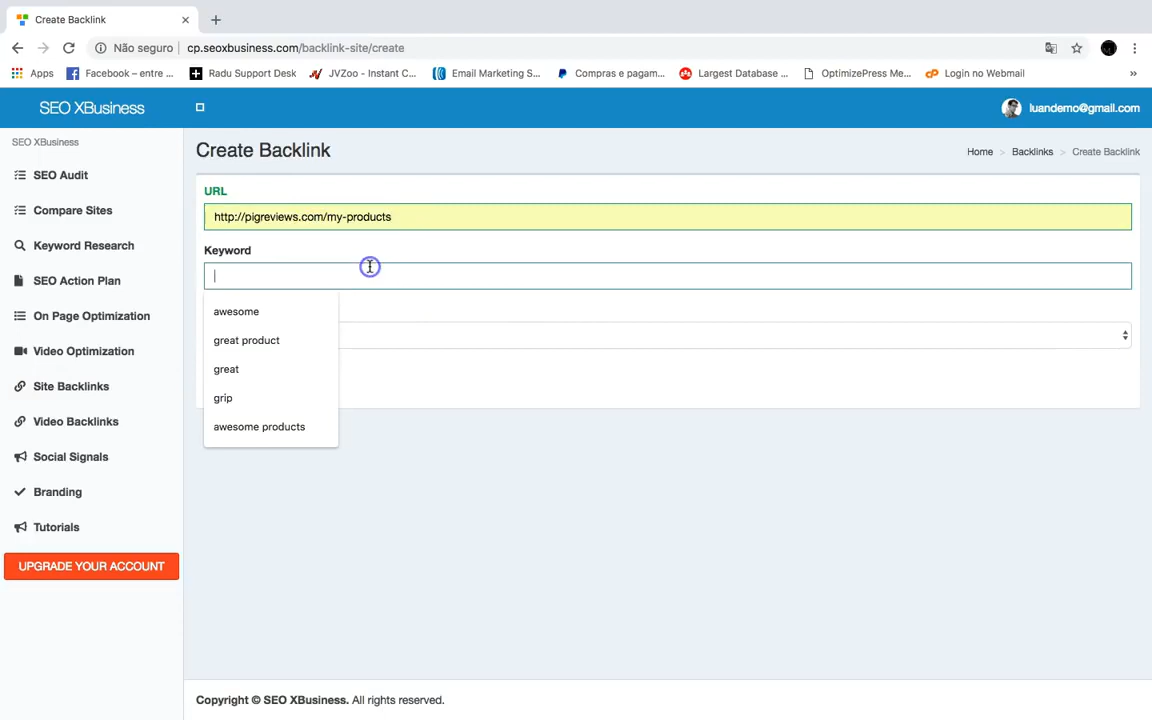 Create Backlink
Não seguro
cp.seoxbusiness.com/backlink-site/create
Apps
Facebook – entre ...
Radu Support Desk
JVZoo - Instant C...
Email Marketing S...
Compras e pagam...
Largest Database ...
OptimizePress Me...
Login no Webmail
»
SEO XBusiness
luandemo@gmail.com
SEO XBusiness
SEO Audit
Compare Sites
Keyword Research
SEO Action Plan
On Page Optimization
Video Optimization
Site Backlinks
Video Backlinks
Social Signals
Branding
Tutorials
UPGRADE YOUR ACCOUNT
Create Backlink
Home > Backlinks > Create Backlink
URL
http://pigreviews.com/my-products
Keyword
awesome
great product
great
grip
awesome products
Copyright © SEO XBusiness. All rights reserved.